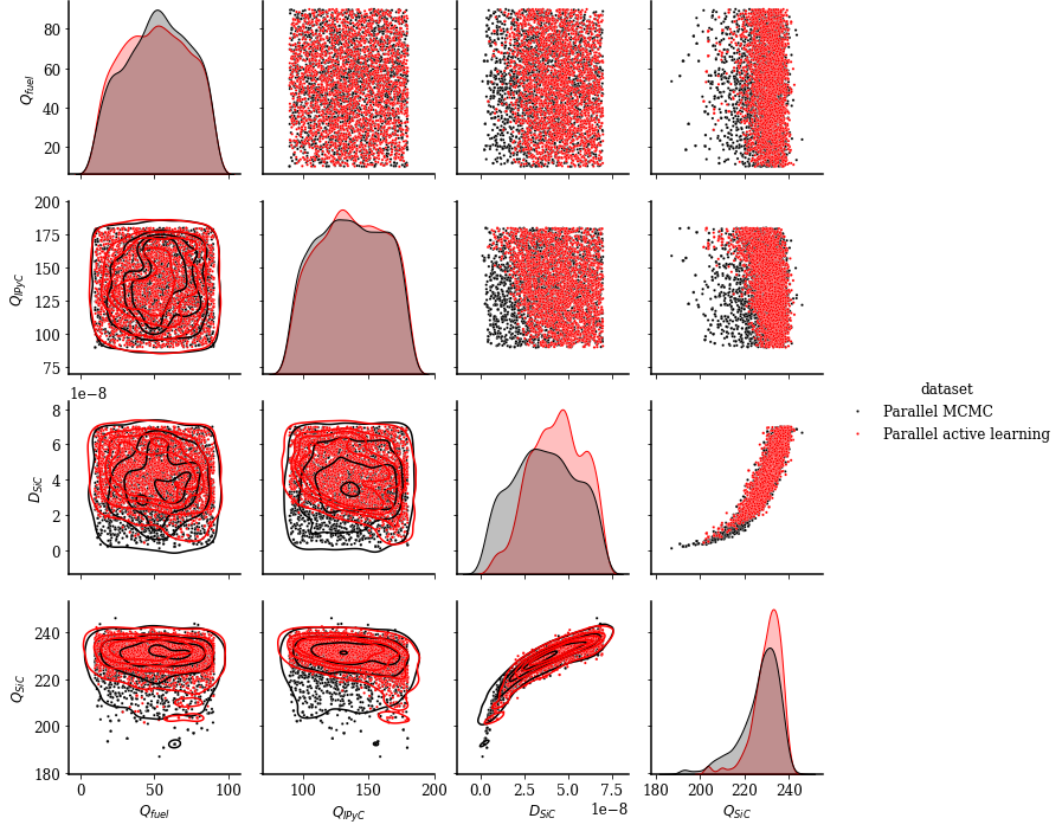 80
60
40
20
Q_fuel
200
175
150
125
100
75
Q_IPyC
1e−8
8
6
4
2
0
D_SiC
dataset
Parallel MCMC
Parallel active learning
240
220
200
180
Q_SiC
0 50 100
100 150 200
0.0 2.5 5.0 7.5
180 200 220 240
1e−8
Q_fuel Q_IPyC D_SiC Q_SiC